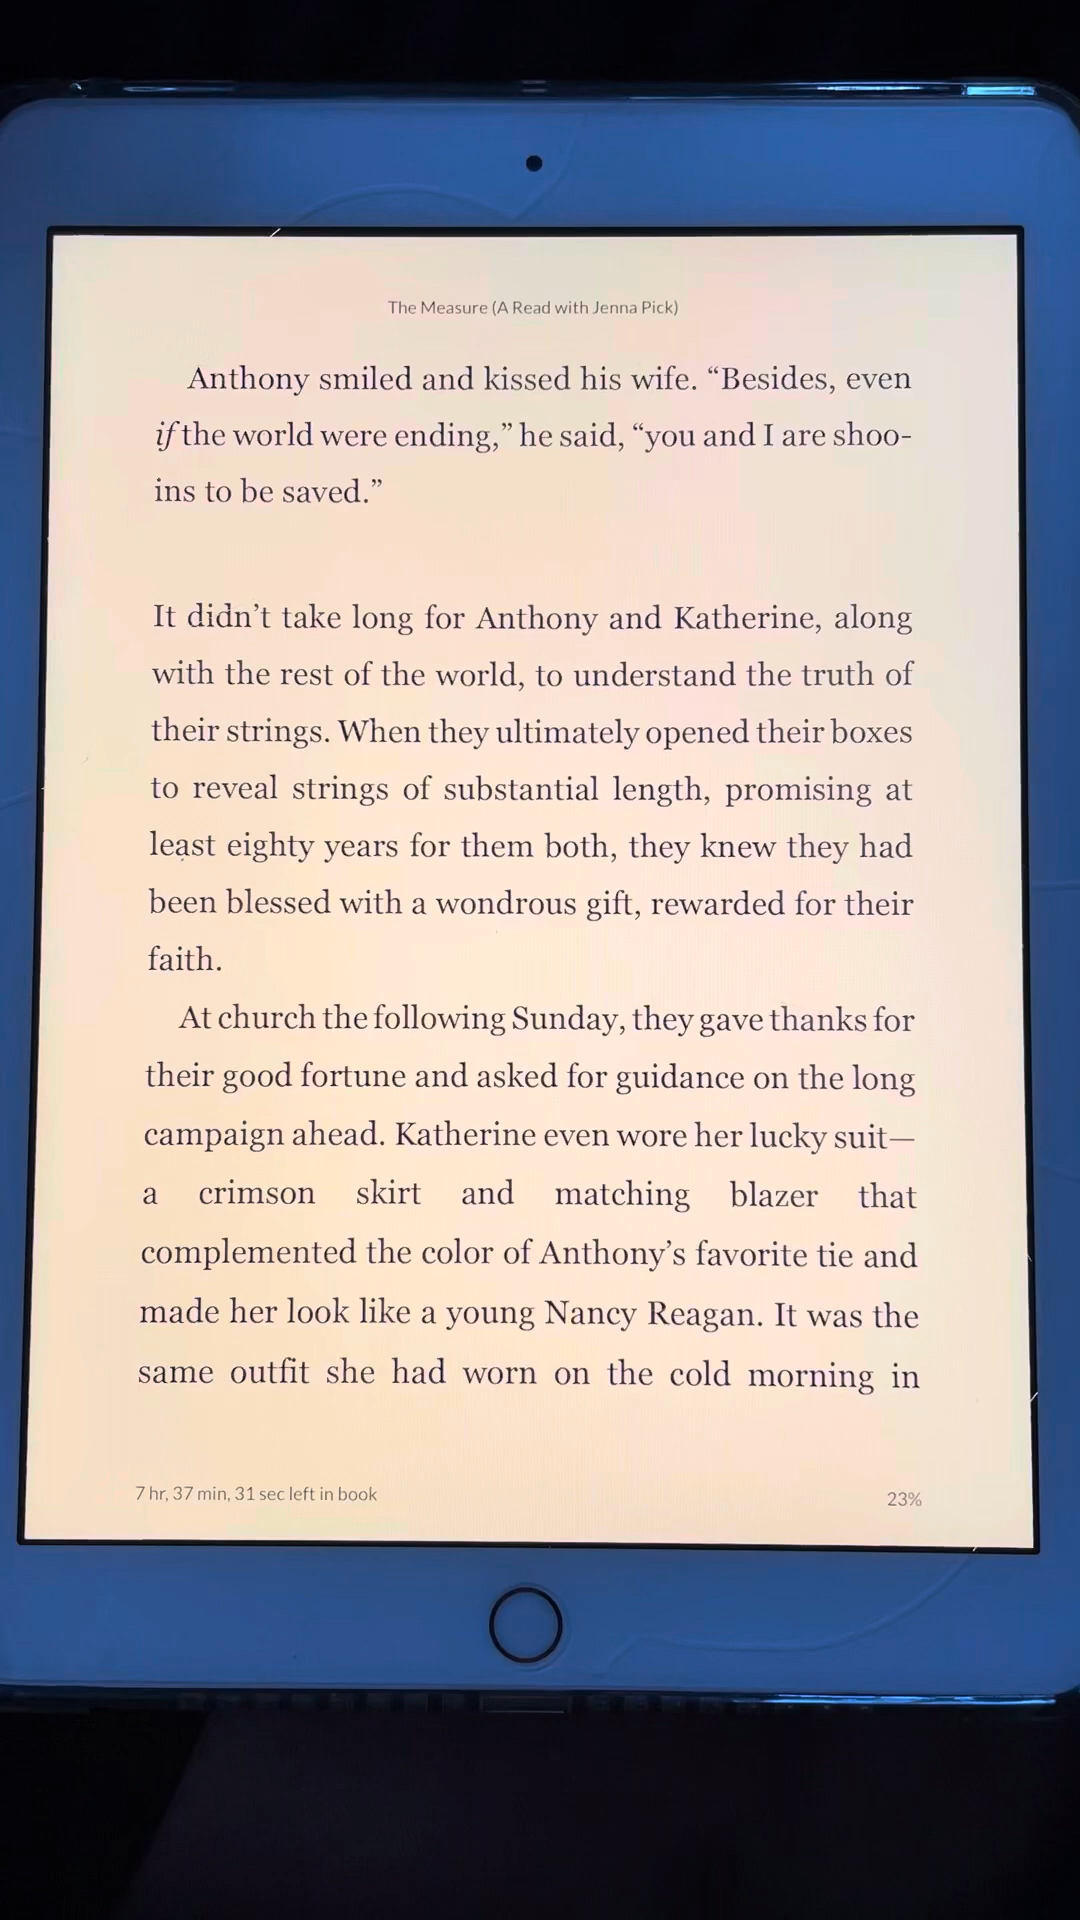 The Measure (A Read with Jenna Pick)
Anthony smiled and kissed his wife. “Besides, even
if the world were ending,” he said, “you and I are shoo-
ins to be saved.”
It didn’t take long for Anthony and Katherine, along
with the rest of the world, to understand the truth of
their strings. When they ultimately opened their boxes
to reveal strings of substantial length, promising at
least eighty years for them both, they knew they had
been blessed with a wondrous gift, rewarded for their
faith.
At church the following Sunday, they gave thanks for
their good fortune and asked for guidance on the long
campaign ahead. Katherine even wore her lucky suit—
a crimson skirt and matching blazer that
complemented the color of Anthony’s favorite tie and
made her look like a young Nancy Reagan. It was the
same outfit she had worn on the cold morning in
7 hr, 37 min, 31 sec left in book
23%